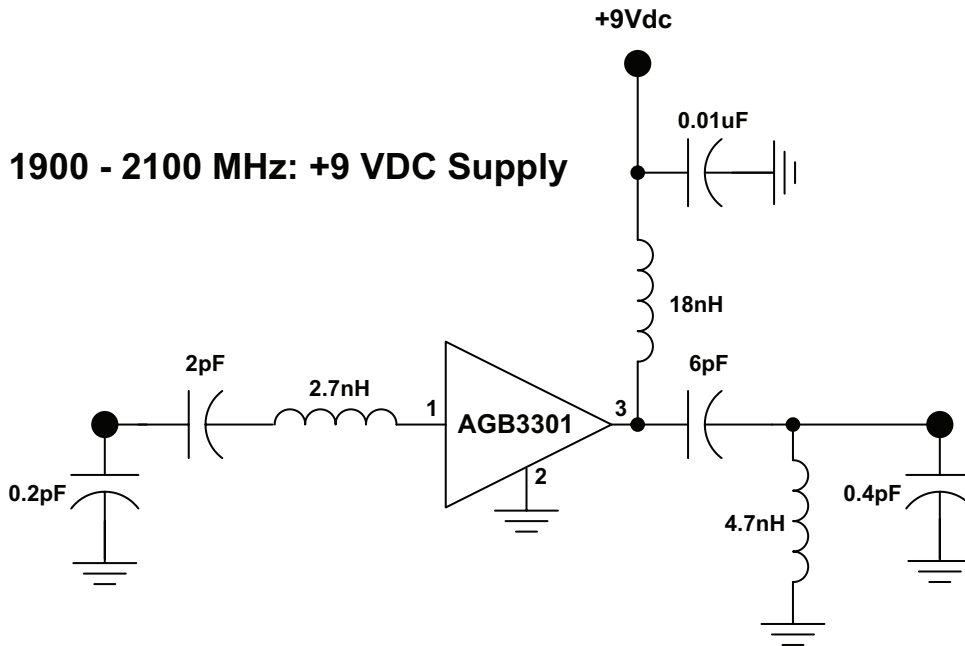 +9Vdc
0.01uF
1900 - 2100 MHz: +9 VDC Supply
18nH
2pF
6pF
2.7nH
1
AGB3301
3
2
0.2pF
0.4pF
4.7nH